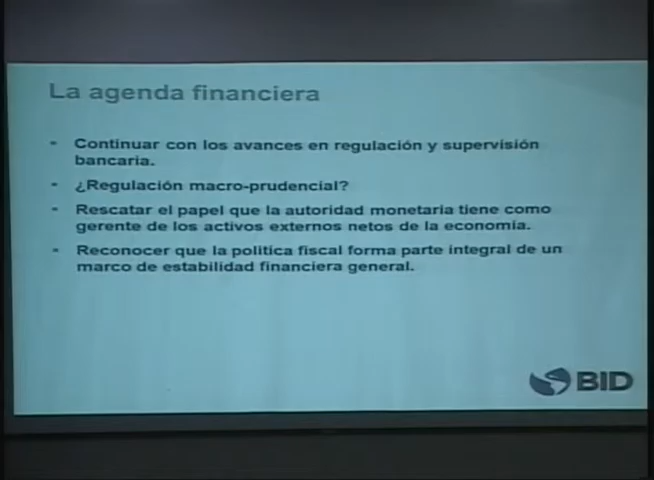 La agenda financiera
- Continuar con los avances en regulación y supervisión
bancaria.
- ¿Regulación macro-prudencial?
- Rescatar el papel que la autoridad monetaria tiene como
gerente de los activos externos netos de la economía.
- Reconocer que la politica fiscal forma parte integral de un
marco de estabilidad financiera general.
BID